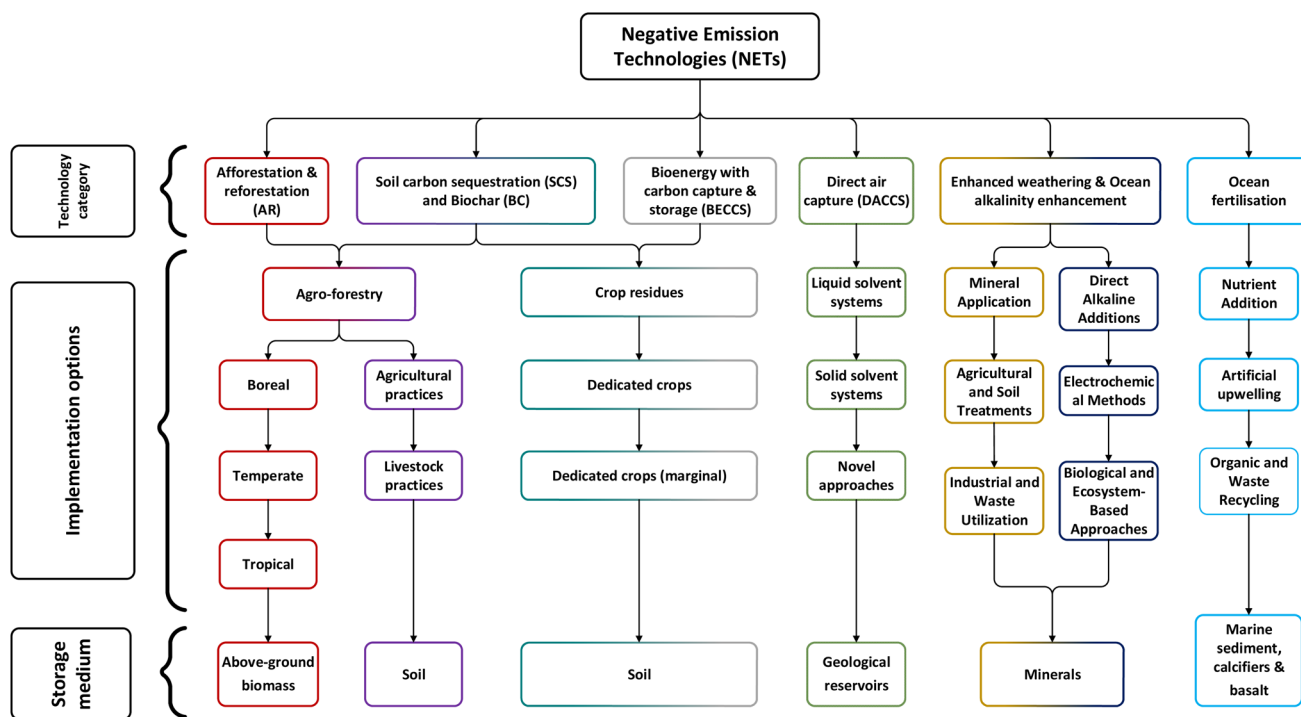 Negative Emission
Technologies (NETs)
Technology
category
Afforestation &
reforestation
(AR)
Soil carbon sequestration (SCS)
and Biochar (BC)
Bioenergy with
carbon capture &
storage (BECCS)
Direct air
capture (DACCS)
Enhanced weathering & Ocean
alkalinity enhancement
Ocean
fertilisation
Implementation options
Agro-forestry
Crop residues
Liquid solvent
systems
Mineral
Application
Direct
Alkaline
Additions
Nutrient
Addition
Boreal
Agricultural
practices
Dedicated crops
Solid solvent
systems
Agricultural
and Soil
Treatments
Electrochemic
al Methods
Artificial
upwelling
Temperate
Livestock
practices
Dedicated crops (marginal)
Novel
approaches
Industrial and
Waste
Utilization
Biological and
Ecosystem-
Based
Approaches
Organic and
Waste
Recycling
Tropical
Storage
medium
Above-ground
biomass
Soil
Soil
Geological
reservoirs
Minerals
Marine
sediment,
calcifiers &
basalt